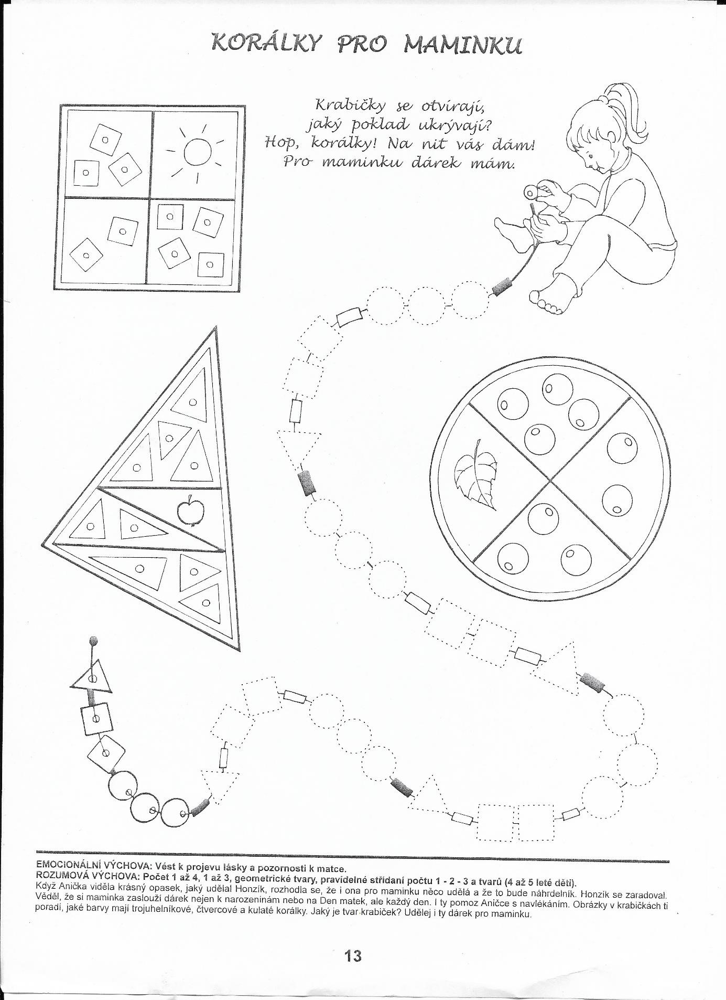 KORÁLKY PRO MAMINKU
Krabičky se otvírají,
jaký poklad ukrývají?
Hop, korálky! Na nit vás dám!
Pro maminku dárek mám.
EMOCIONÁLNÍ VÝCHOVA: Vést k projevu lásky a pozornosti k matce.
ROZUMOVÁ VÝCHOVA: Počet 1 až 4, 1 až 3, geometrické tvary, pravidelné střídaní počtu 1 - 2 - 3 a tvarů (4 až 5 leté děti).
Když Anička viděla krásný opasek, jaký udělal Honzík, rozhodla se, že i ona pro maminku něco udělá a že to bude náhrdelník. Honzík se zaradoval.
Věděl, že si maminka zaslouží dárek nejen k narozeninám nebo na Den matek, ale každý den. I ty pomoz Aničce s navlékáním. Obrázky v krabičkách ti
poradí, jaké barvy mají trojuhelníkové, čtvercové a kulaté korálky. Jaký je tvar krabiček? Udělej i ty dárek pro maminku.
13